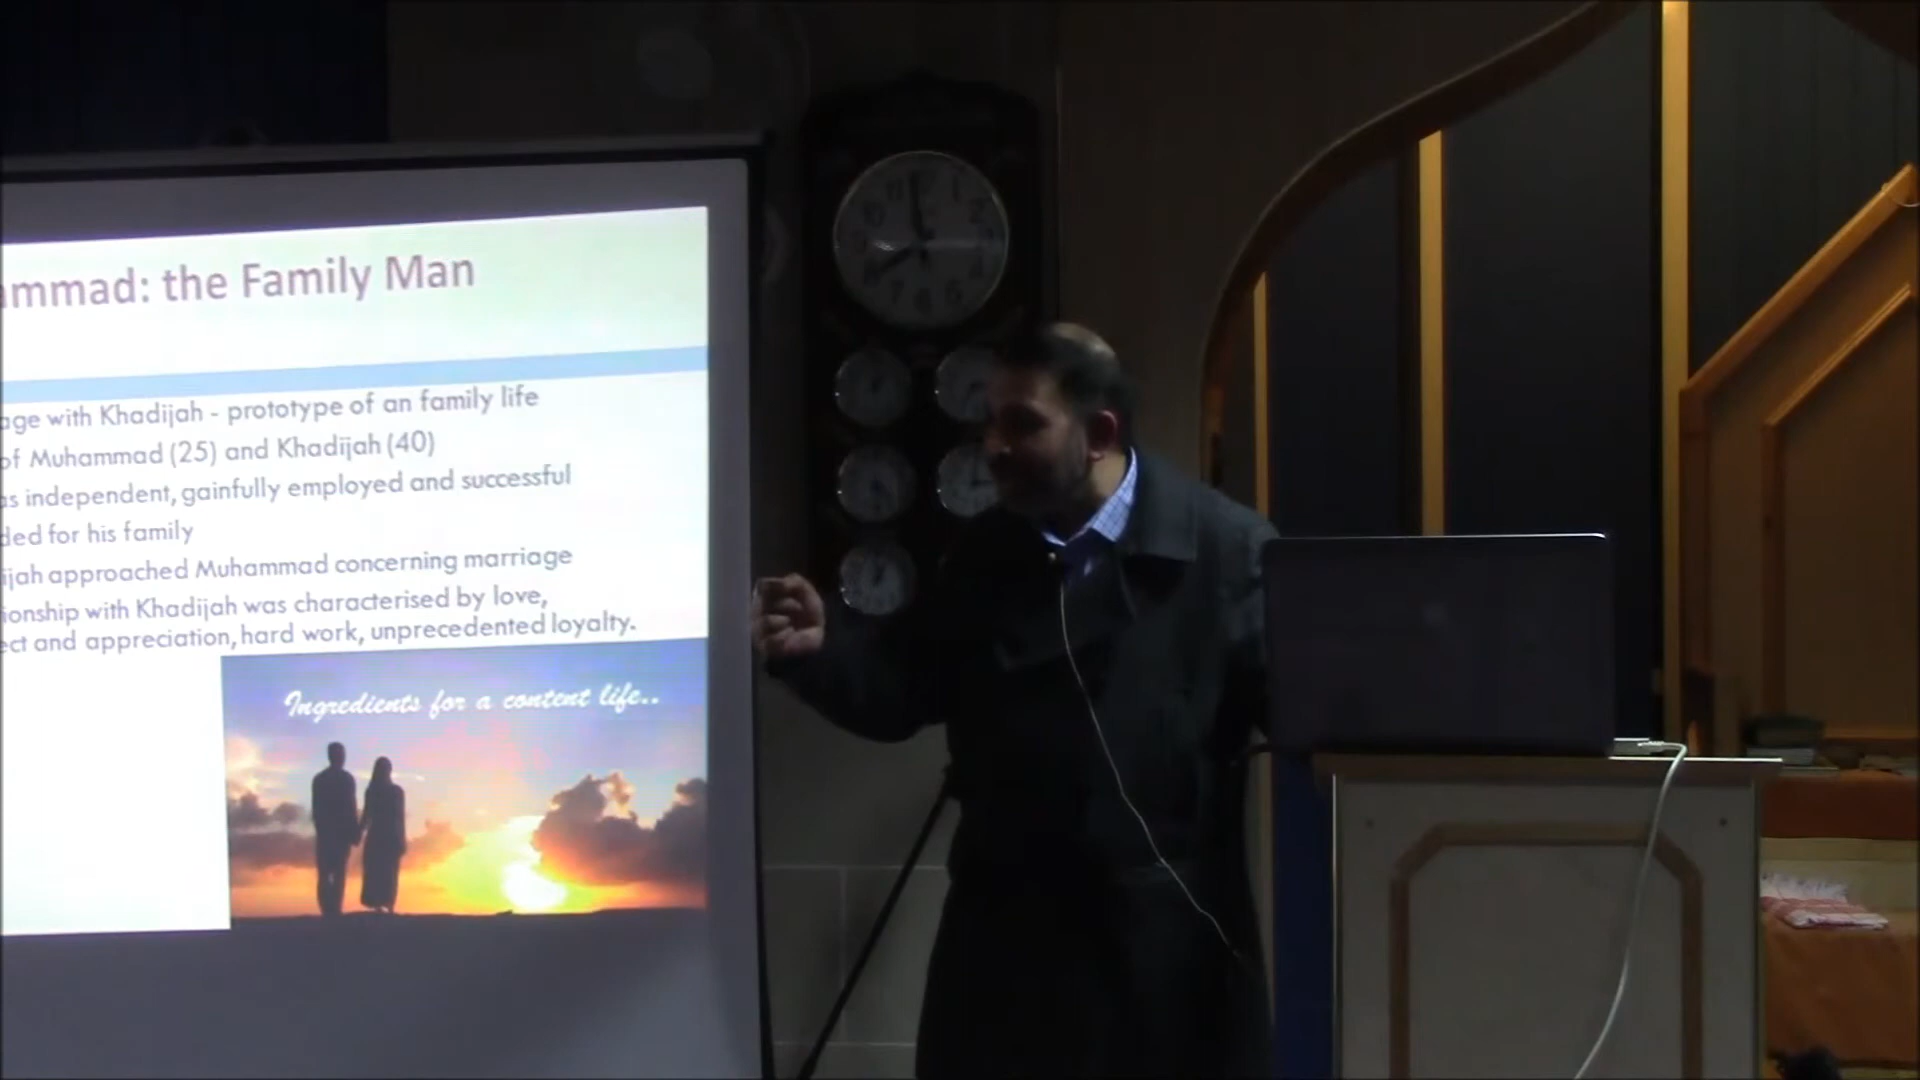 ammad: the Family Man
age with Khadijah - prototype of an family life
of Muhammad (25) and Khadijah (40)
as independent, gainfully employed and successful
ded for his family
ijah approached Muhammad concerning marriage
ionship with Khadijah was characterised by love,
ect and appreciation, hard work, unprecedented loyalty.
Ingredients for a content life..